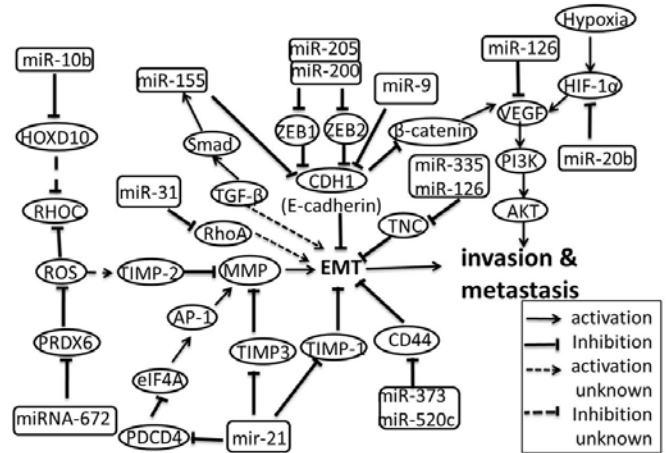 Hypoxia
miR-10b
miR-155
miR-205
miR-200
miR-9
miR-126
HIF-1α
HOXD10
Smad
ZEB1
ZEB2
β-catenin
VEGF
miR-20b
RHOC
miR-31
TGF-β
CDH1
(E-cadherin)
miR-335
miR-126
PI3K
RhoA
TNC
AKT
ROS
TIMP-2
MMP
EMT
invasion &
metastasis
PRDX6
AP-1
eIF4A
TIMP3
TIMP-1
CD44
miRNA-672
PDCD4
mir-21
miR-373
miR-520c
activation
Inhibition
activation
unknown
Inhibition
unknown